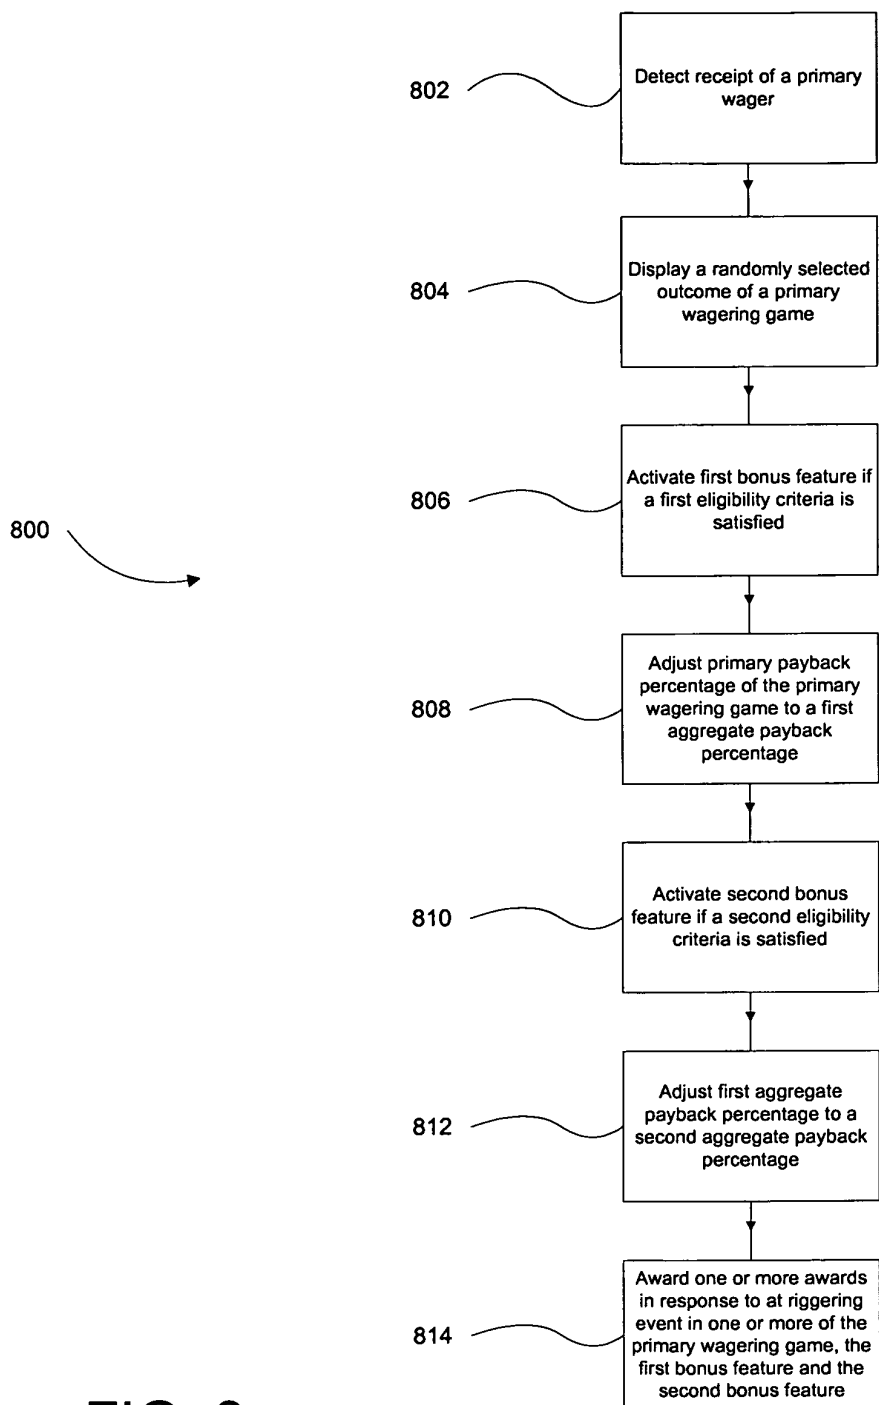 802
Detect receipt of a primary
wager
804
Display a randomly selected
outcome of a primary
wagering game
806
Activate first bonus feature if
a first eligibility criteria is
satisfied
800
808
Adjust primary payback
percentage of the primary
wagering game to a first
aggregate payback
percentage
810
Activate second bonus
feature if a second eligibility
criteria is satisfied
812
Adjust first aggregate
payback percentage to a
second aggregate payback
percentage
814
Award one or more awards
in response to at riggering
event in one or more of the
primary wagering game, the
first bonus feature and the
second bonus feature